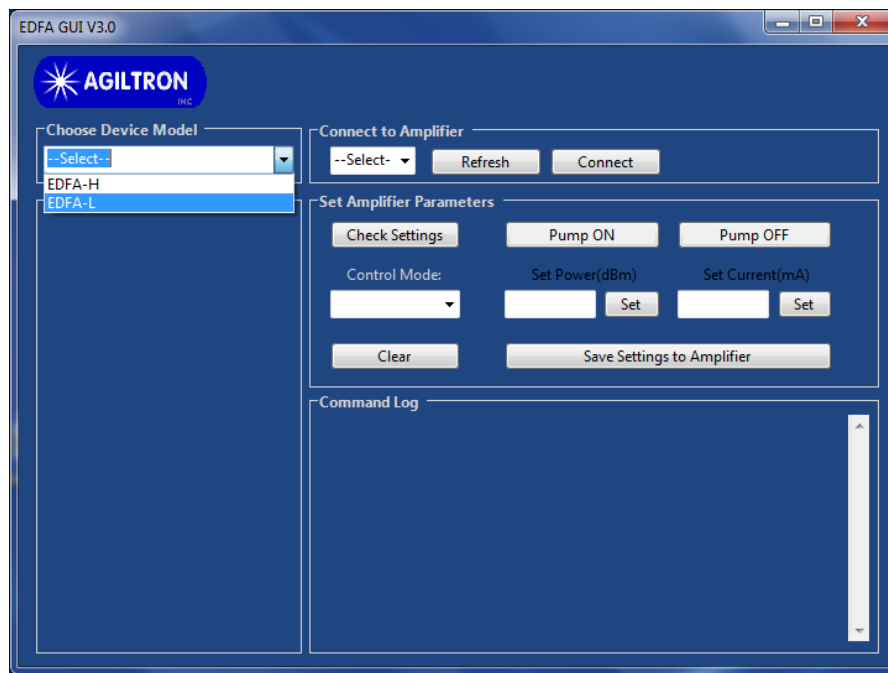 EDFA GUI V3.0
AGILTRON
INC
Choose Device Model
--Select--
EDFA-H
EDFA-L
Connect to Amplifier
--Select-
Refresh
Connect
Set Amplifier Parameters
Check Settings
Pump ON
Pump OFF
Control Mode:
Set Power(dBm)
Set Current(mA)
Set
Set
Clear
Save Settings to Amplifier
Command Log